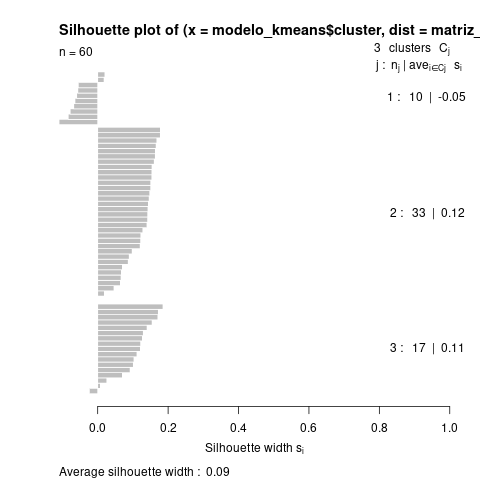 Silhouette plot of (x = modelo_kmeans$cluster, dist = matriz_
n = 60
3 clusters Cj
j : nj | avei∈Cj si
1 : 10 | -0.05
2 : 33 | 0.12
3 : 17 | 0.11
0.0 0.2 0.4 0.6 0.8 1.0
Silhouette width si
Average silhouette width : 0.09